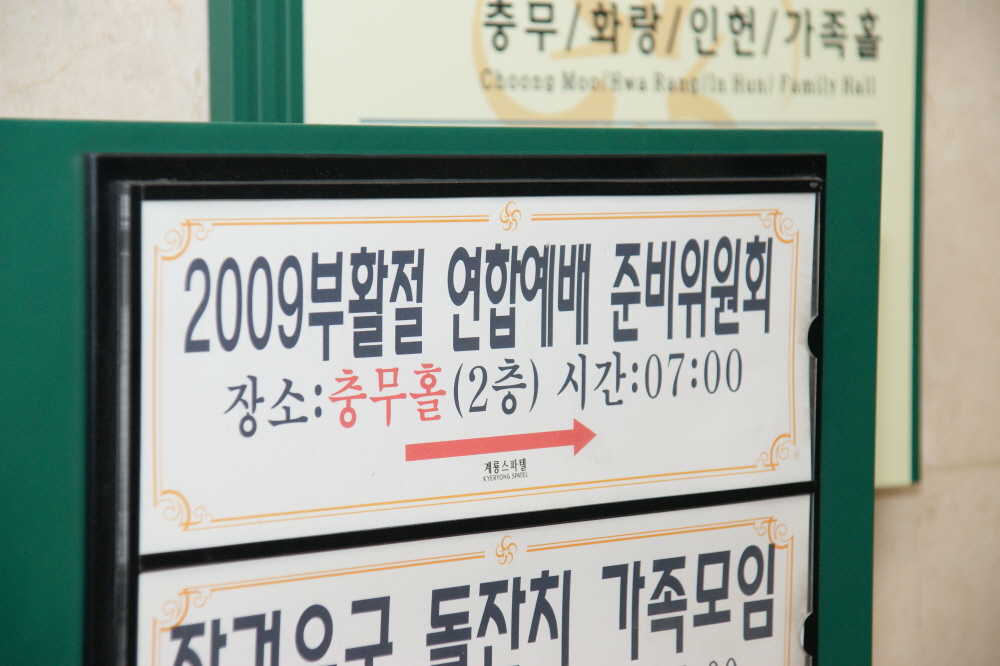 충무/화랑/인헌/가족홀
Choong Moo/Hwa Rang/In Hun/Family Hall
2009부활절 연합예배 준비위원회
장소:충무홀(2층) 시간:07:00
계룡스파텔
KYERYONG SPATEL
돌잔치 가족모임